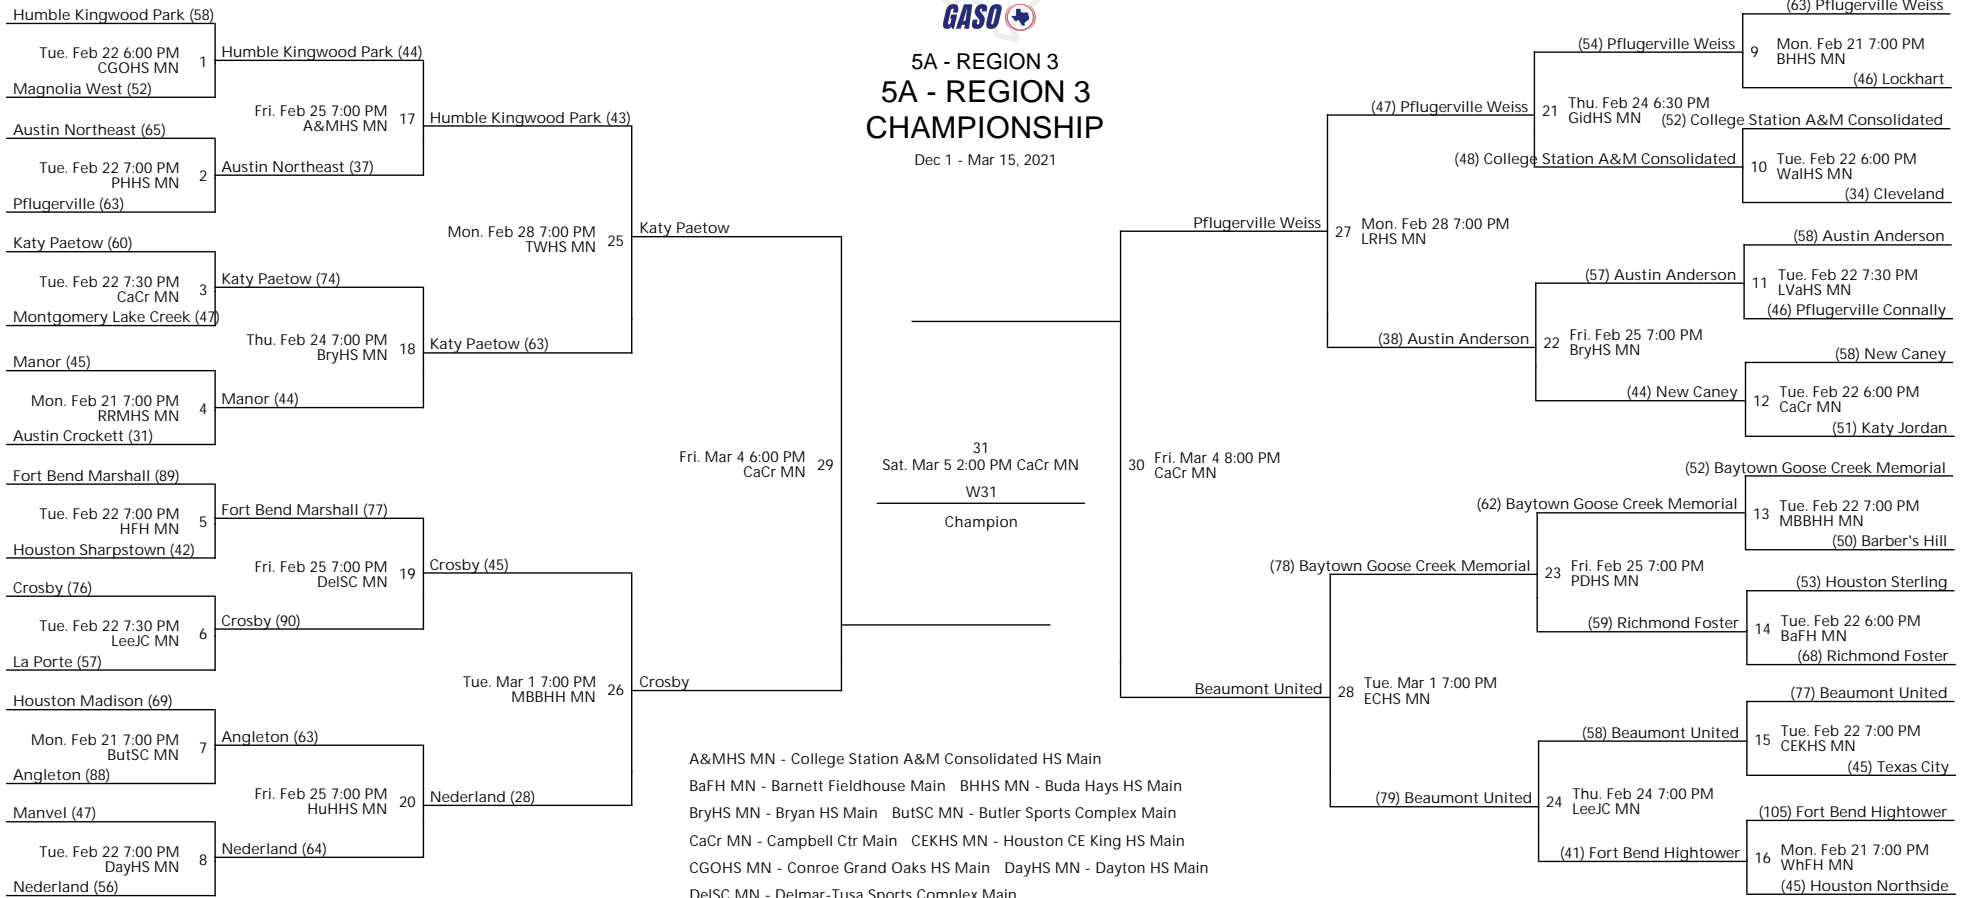 GASO
5A - REGION 3
5A - REGION 3
CHAMPIONSHIP
Dec 1 - Mar 15, 2021
Humble Kingwood Park (58)
Tue. Feb 22 6:00 PM
CGOHS MN
1
Magnolia West (52)
Austin Northeast (65)
Tue. Feb 22 7:00 PM
PHHS MN
2
Pflugerville (63)
Katy Paetow (60)
Tue. Feb 22 7:30 PM
CaCr MN
3
Montgomery Lake Creek (47)
Manor (45)
Mon. Feb 21 7:00 PM
RRMHS MN
4
Austin Crockett (31)
Fort Bend Marshall (89)
Tue. Feb 22 7:00 PM
HFH MN
5
Houston Sharpstown (42)
Crosby (76)
Tue. Feb 22 7:30 PM
LeeJC MN
6
La Porte (57)
Houston Madison (69)
Mon. Feb 21 7:00 PM
ButSC MN
7
Angleton (88)
Manvel (47)
Tue. Feb 22 7:00 PM
DayHS MN
8
Nederland (56)
Humble Kingwood Park (44)
Fri. Feb 25 7:00 PM
A&MHS MN
17
Austin Northeast (37)
Katy Paetow (74)
Thu. Feb 24 7:00 PM
BryHS MN
18
Manor (44)
Fort Bend Marshall (77)
Fri. Feb 25 7:00 PM
DelSC MN
19
Crosby (90)
Angleton (63)
Fri. Feb 25 7:00 PM
HuHHS MN
20
Nederland (64)
Humble Kingwood Park (43)
Mon. Feb 28 7:00 PM
TWHS MN
25
Katy Paetow (63)
Crosby (45)
Tue. Mar 1 7:00 PM
MBBHH MN
26
Nederland (28)
Katy Paetow
Fri. Mar 4 6:00 PM
CaCr MN
29
Crosby
31
Sat. Mar 5 2:00 PM CaCr MN
W31
Champion
Pflugerville Weiss
30
Fri. Mar 4 8:00 PM
CaCr MN
Beaumont United
(47) Pflugerville Weiss
27
Mon. Feb 28 7:00 PM
LRHS MN
(38) Austin Anderson
(78) Baytown Goose Creek Memorial
28
Tue. Mar 1 7:00 PM
ECHS MN
(79) Beaumont United
(54) Pflugerville Weiss
21
Thu. Feb 24 6:30 PM
GidHS MN
(48) College Station A&M Consolidated
(57) Austin Anderson
22
Fri. Feb 25 7:00 PM
BryHS MN
(44) New Caney
(62) Baytown Goose Creek Memorial
23
Fri. Feb 25 7:00 PM
PDHS MN
(59) Richmond Foster
(58) Beaumont United
24
Thu. Feb 24 7:00 PM
LeeJC MN
(41) Fort Bend Hightower
(63) Pflugerville Weiss
9
Mon. Feb 21 7:00 PM
BHHS MN
(46) Lockhart
(52) College Station A&M Consolidated
10
Tue. Feb 22 6:00 PM
WalHS MN
(34) Cleveland
(58) Austin Anderson
11
Tue. Feb 22 7:30 PM
LVaHS MN
(46) Pflugerville Connally
(58) New Caney
12
Tue. Feb 22 6:00 PM
CaCr MN
(51) Katy Jordan
(52) Baytown Goose Creek Memorial
13
Tue. Feb 22 7:00 PM
MBBHH MN
(50) Barber's Hill
(53) Houston Sterling
14
Tue. Feb 22 6:00 PM
BaFH MN
(68) Richmond Foster
(77) Beaumont United
15
Tue. Feb 22 7:00 PM
CEKHS MN
(45) Texas City
(105) Fort Bend Hightower
16
Mon. Feb 21 7:00 PM
WhFH MN
(45) Houston Northside
A&MHS MN - College Station A&M Consolidated HS Main
BaFH MN - Barnett Fieldhouse Main BHHS MN - Buda Hays HS Main
BryHS MN - Bryan HS Main ButSC MN - Butler Sports Complex Main
CaCr MN - Campbell Ctr Main CEKHS MN - Houston CE King HS Main
CGOHS MN - Conroe Grand Oaks HS Main DayHS MN - Dayton HS Main
DelSC MN - Delmar-Tusa Sports Complex Main